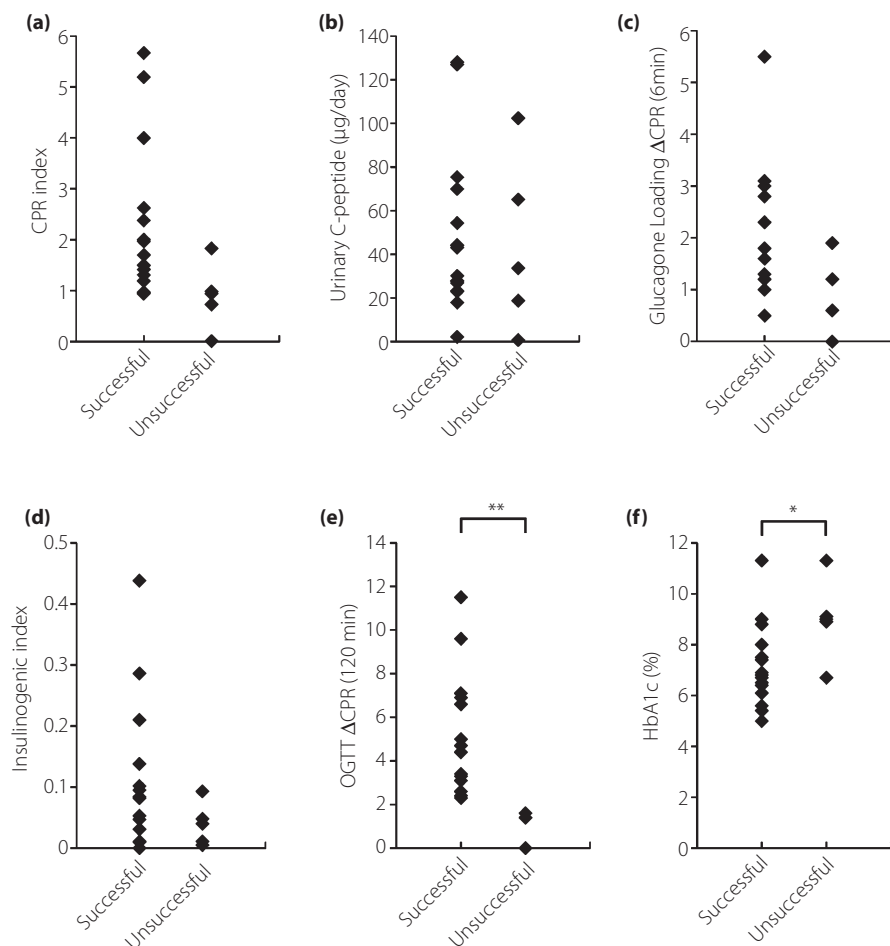 (a)
CPR index
6
5
4
3
2
1
0
Successful
Unsuccessful
(b)
Urinary C-peptide (µg/day)
140
120
100
80
60
40
20
0
Successful
Unsuccessful
(c)
Glucagone Loading ΔCPR (6min)
6
5
4
3
2
1
0
Successful
Unsuccessful
(d)
Insulinogenic index
0.5
0.4
0.3
0.2
0.1
0
Successful
Unsuccessful
(e)
**
OGTT ΔCPR (120 min)
14
12
10
8
6
4
2
0
Successful
Unsuccessful
(f)
*
HbA1c (%)
12
10
8
6
4
2
0
Successful
Unsuccessful